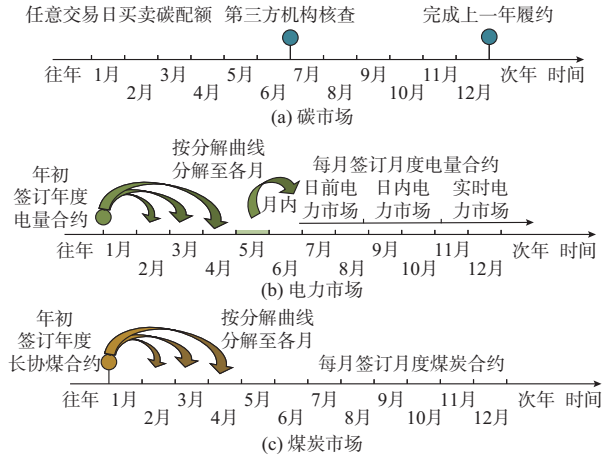 任意交易日买卖碳配额 第三方机构核查 完成上一年履约
往年 1月 3月 5月 7月 9月 11月 次年 时间
2月 4月 6月 8月 10月 12月
(a) 碳市场
年初
签订年度
电量合约
按分解曲线
分解至各月
月内
每月签订月度电量合约
日前电 日内电 实时电
力市场 力市场 力市场
往年 1月 3月 5月 7月 9月 11月 次年 时间
2月 4月 6月 8月 10月 12月
(b) 电力市场
年初
签订年度
长协煤合约
按分解曲线
分解至各月
每月签订月度煤炭合约
往年 1月 3月 5月 7月 9月 11月 次年 时间
2月 4月 6月 8月 10月 12月
(c) 煤炭市场